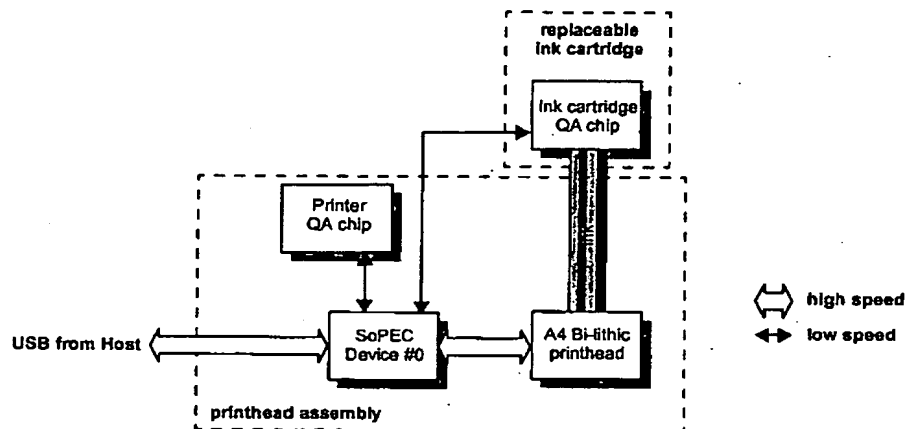 replaceable
ink cartridge
Ink cartridge
QA chip
Printer
QA chip
ink
SoPEC
Device #0
A4 Bi-lithic
printhead
USB from Host
high speed
low speed
printhead assembly